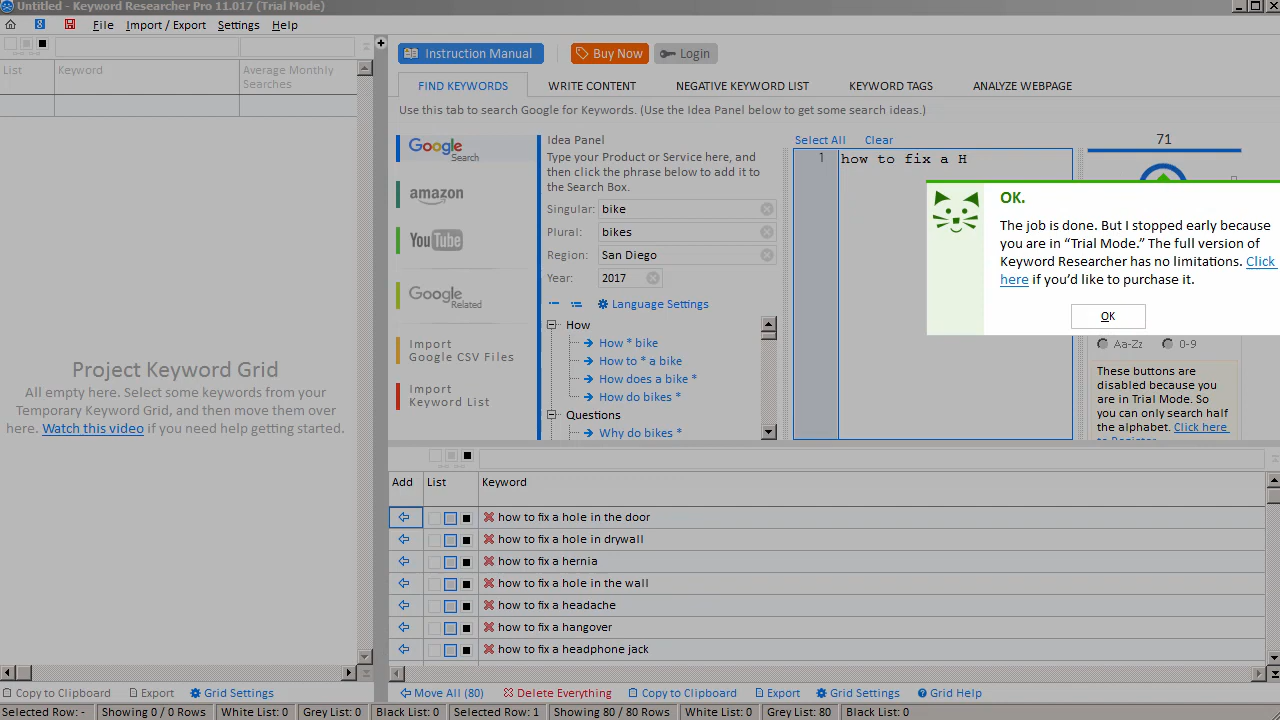 Untitled - Keyword Researcher Pro 11.017 (Trial Mode)
File Import / Export Settings Help
Instruction Manual Buy Now Login
List Keyword Average Monthly Searches
FIND KEYWORDS WRITE CONTENT NEGATIVE KEYWORD LIST KEYWORD TAGS ANALYZE WEBPAGE
Use this tab to search Google for Keywords. (Use the Idea Panel below to get some search ideas.)
Google Search
amazon
YouTube
Google Related
Import
Google CSV Files
Import
Keyword List
Idea Panel
Type your Product or Service here, and
then click the phrase below to add it to
the Search Box.
Singular: bike
Plural: bikes
Region: San Diego
Year: 2017
Language Settings
How
How * bike
How to * a bike
How does a bike *
How do bikes *
Questions
Why do bikes *
Select All Clear
1 how to fix a H
71
OK.
The job is done. But I stopped early because
you are in “Trial Mode.” The full version of
Keyword Researcher has no limitations. Click
here if you’d like to purchase it.
OK
Aa-Zz 0-9
These buttons are
disabled because you
are in Trial Mode. So
you can only search half
the alphabet. Click here
to Register
Project Keyword Grid
All empty here. Select some keywords from your
Temporary Keyword Grid, and then move them over
here. Watch this video if you need help getting started.
Add List Keyword
how to fix a hole in the door
how to fix a hole in drywall
how to fix a hernia
how to fix a hole in the wall
how to fix a headache
how to fix a hangover
how to fix a headphone jack
Copy to Clipboard Export Grid Settings
Move All (80) Delete Everything Copy to Clipboard Export Grid Settings Grid Help
Selected Row: - Showing 0 / 0 Rows White List: 0 Grey List: 0 Black List: 0 Selected Row: 1 Showing 80 / 80 Rows White List: 0 Grey List: 80 Black List: 0